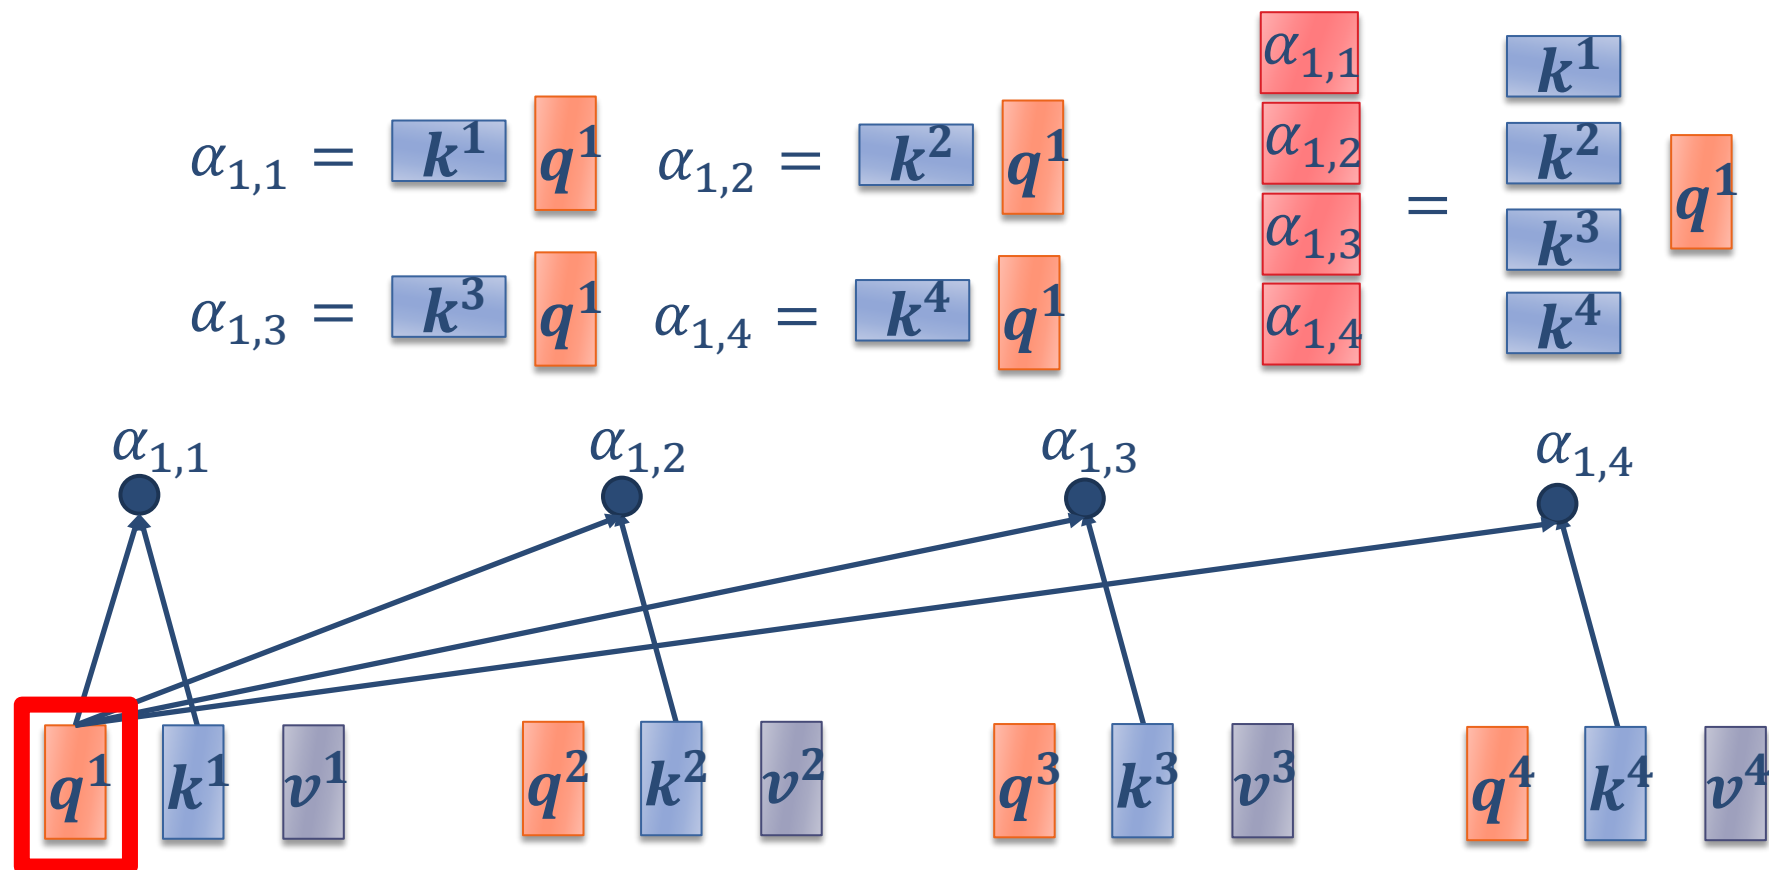 α₁,₁ = k¹ q¹ α₁,₂ = k² q¹
α₁,₃ = k³ q¹ α₁,₄ = k⁴ q¹
α₁,₁
α₁,₂
α₁,₃
α₁,₄
=
k¹
k²
k³
k⁴
q¹
α₁,₁ α₁,₂ α₁,₃ α₁,₄
q¹ k¹ v¹ q² k² v² q³ k³ v³ q⁴ k⁴ v⁴